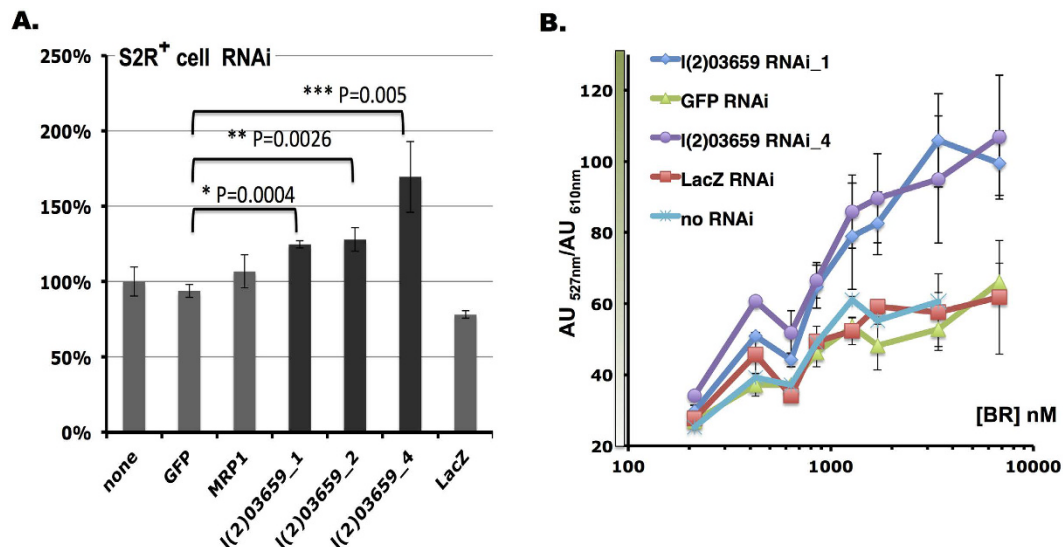 A.
S2R+ cell RNAi
250%
200%
150%
100%
50%
0%
*** P=0.005
** P=0.0026
* P=0.0004
none
GFP
MRP1
l(2)03659_1
l(2)03659_2
l(2)03659_4
LacZ
B.
AU 527nm/AU 610nm
120
100
80
60
40
20
l(2)03659 RNAi_1
GFP RNAi
l(2)03659 RNAi_4
LacZ RNAi
no RNAi
[BR] nM
100
1000
10000